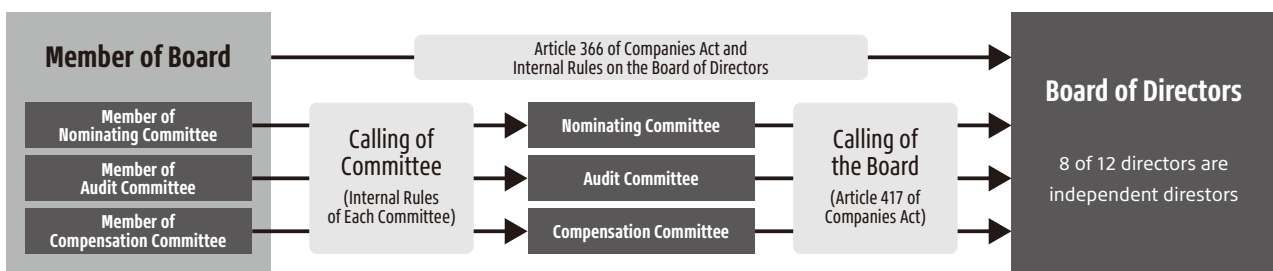 Member of Board
Article 366 of Companies Act and
Internal Rules on the Board of Directors
Member of
Nominating Committee
Member of
Audit Committee
Member of
Compensation Committee
Calling of
Committee
(Internal Rules
of Each Committee)
Nominating Committee
Audit Committee
Compensation Committee
Calling of
the Board
(Article 417 of
Companies Act)
Board of Directors
8 of 12 directors are
independent direstors